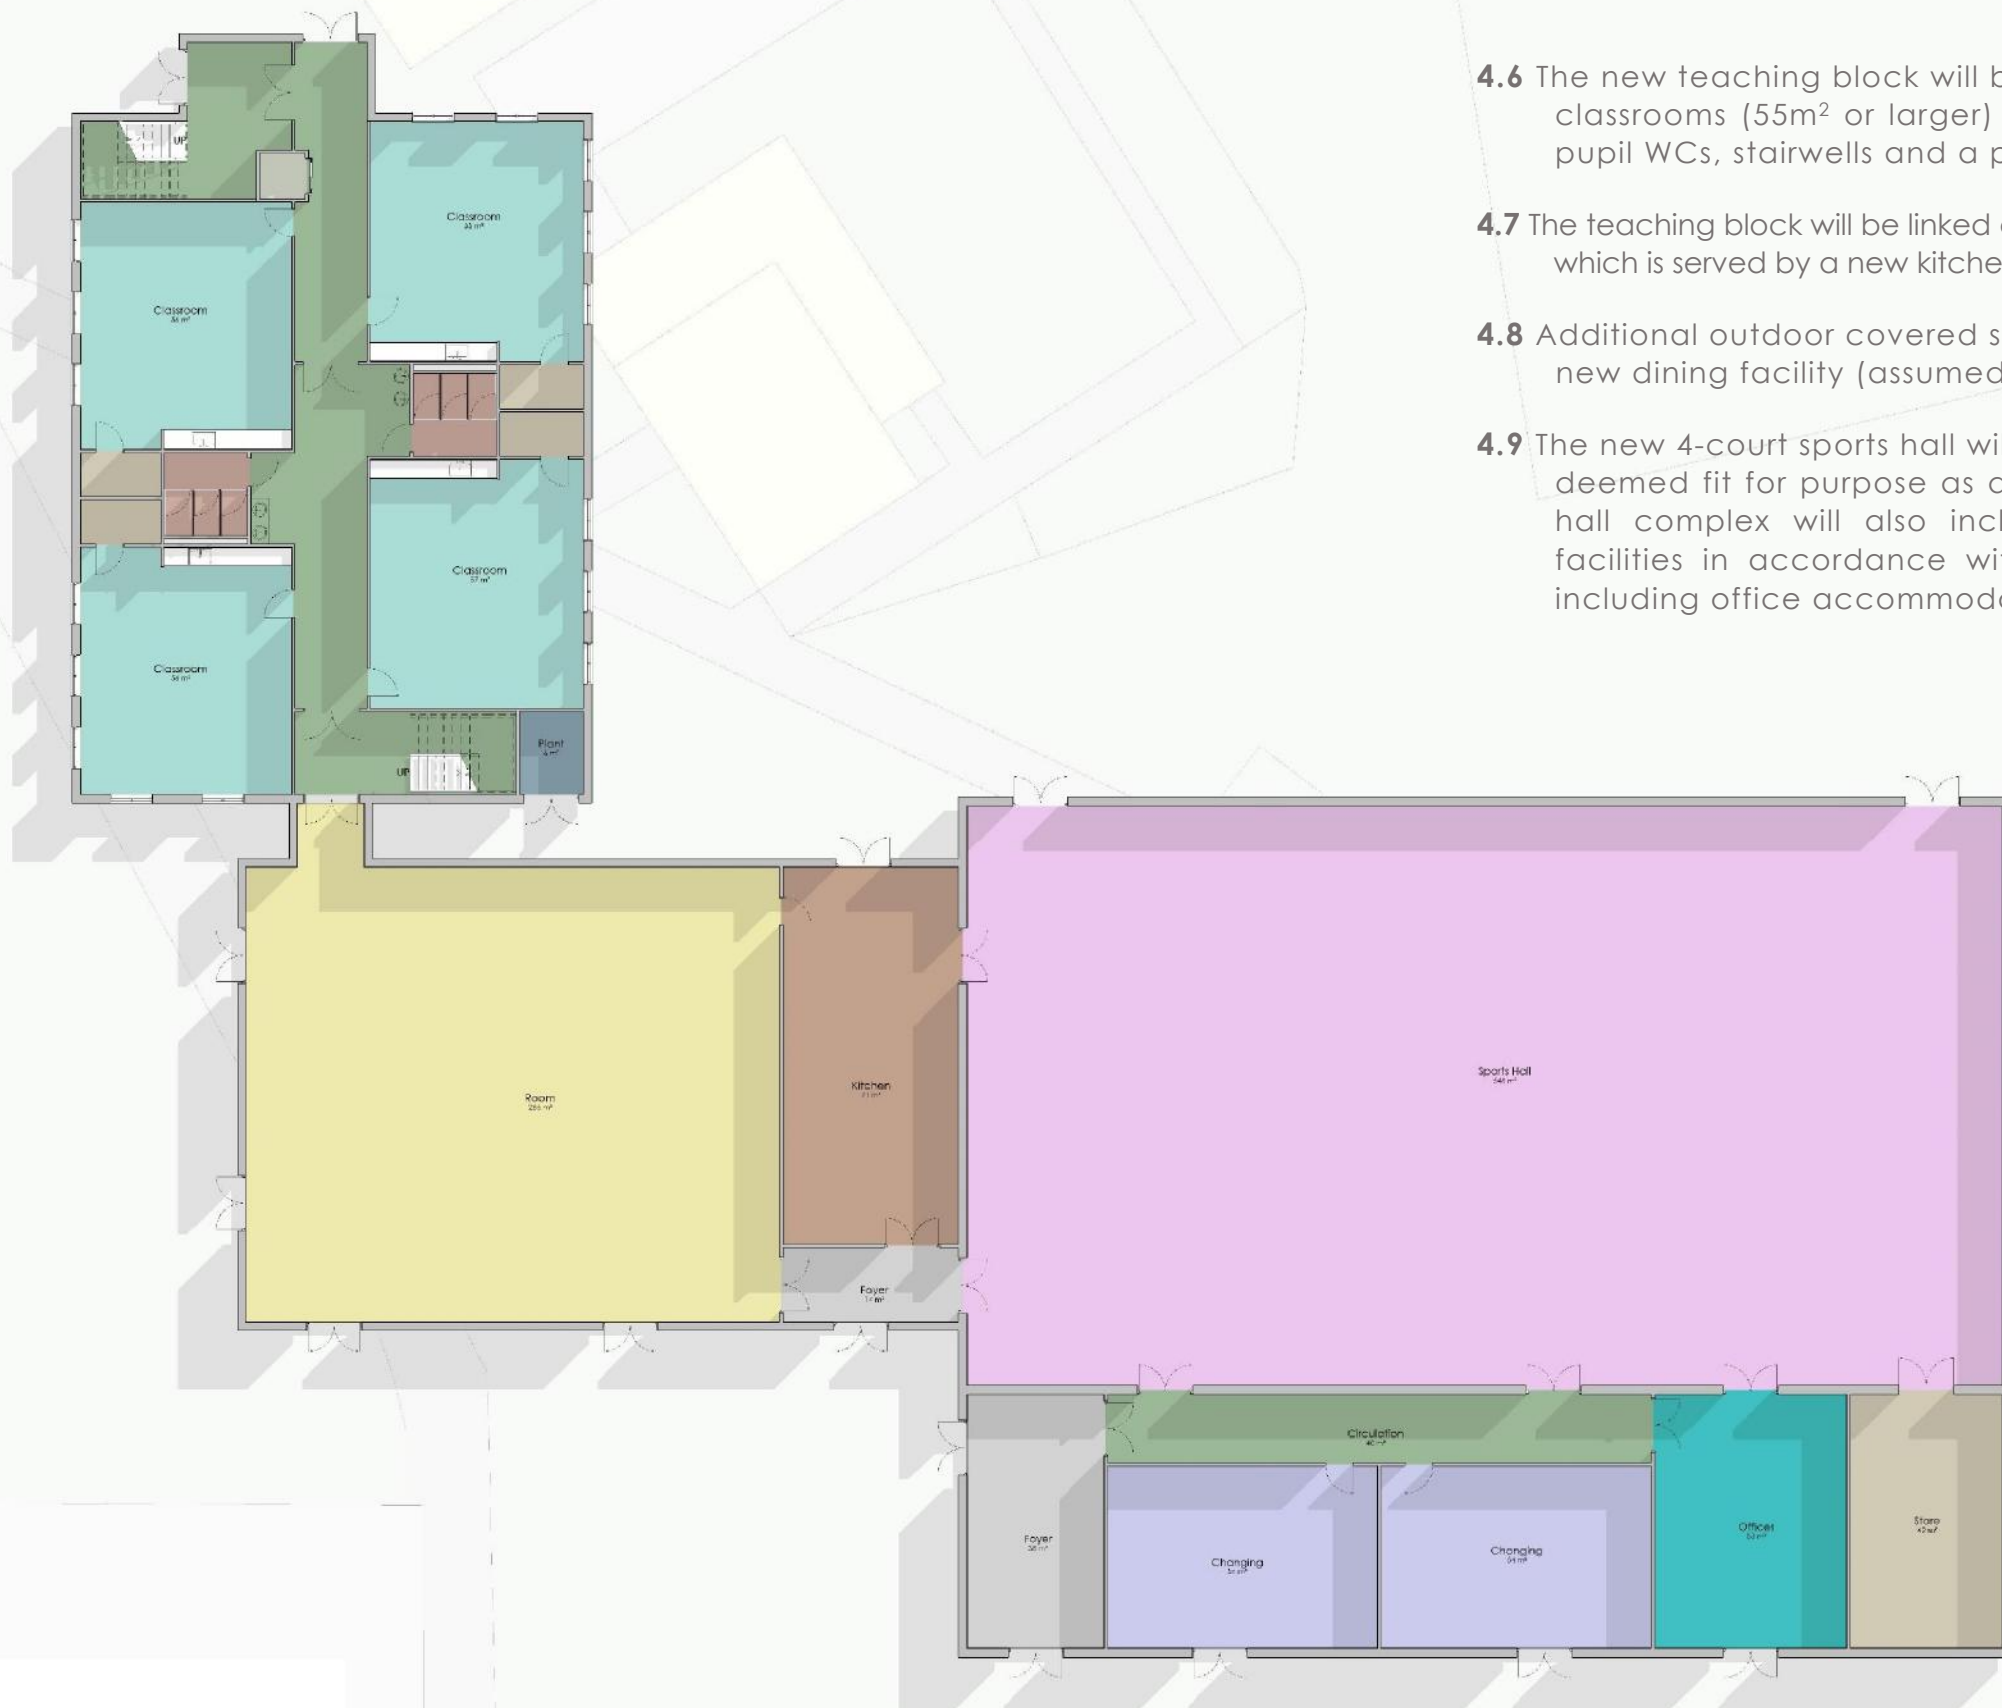 4.6 The new teaching block will b
classrooms (55m² or larger)
pupil WCs, stairwells and a p
4.7 The teaching block will be linked
which is served by a new kitche
4.8 Additional outdoor covered s
new dining facility (assumed
4.9 The new 4-court sports hall wi
deemed fit for purpose as
hall complex will also incl
facilities in accordance wi
including office accommod
UP
Classroom
Classroom
Classroom
57 m²
Classroom
56 m²
Plant
UP
Room
Kitchen
Sports Hall
Foyer
Circulation
Foyer
Changing
Changing
Offices
Store